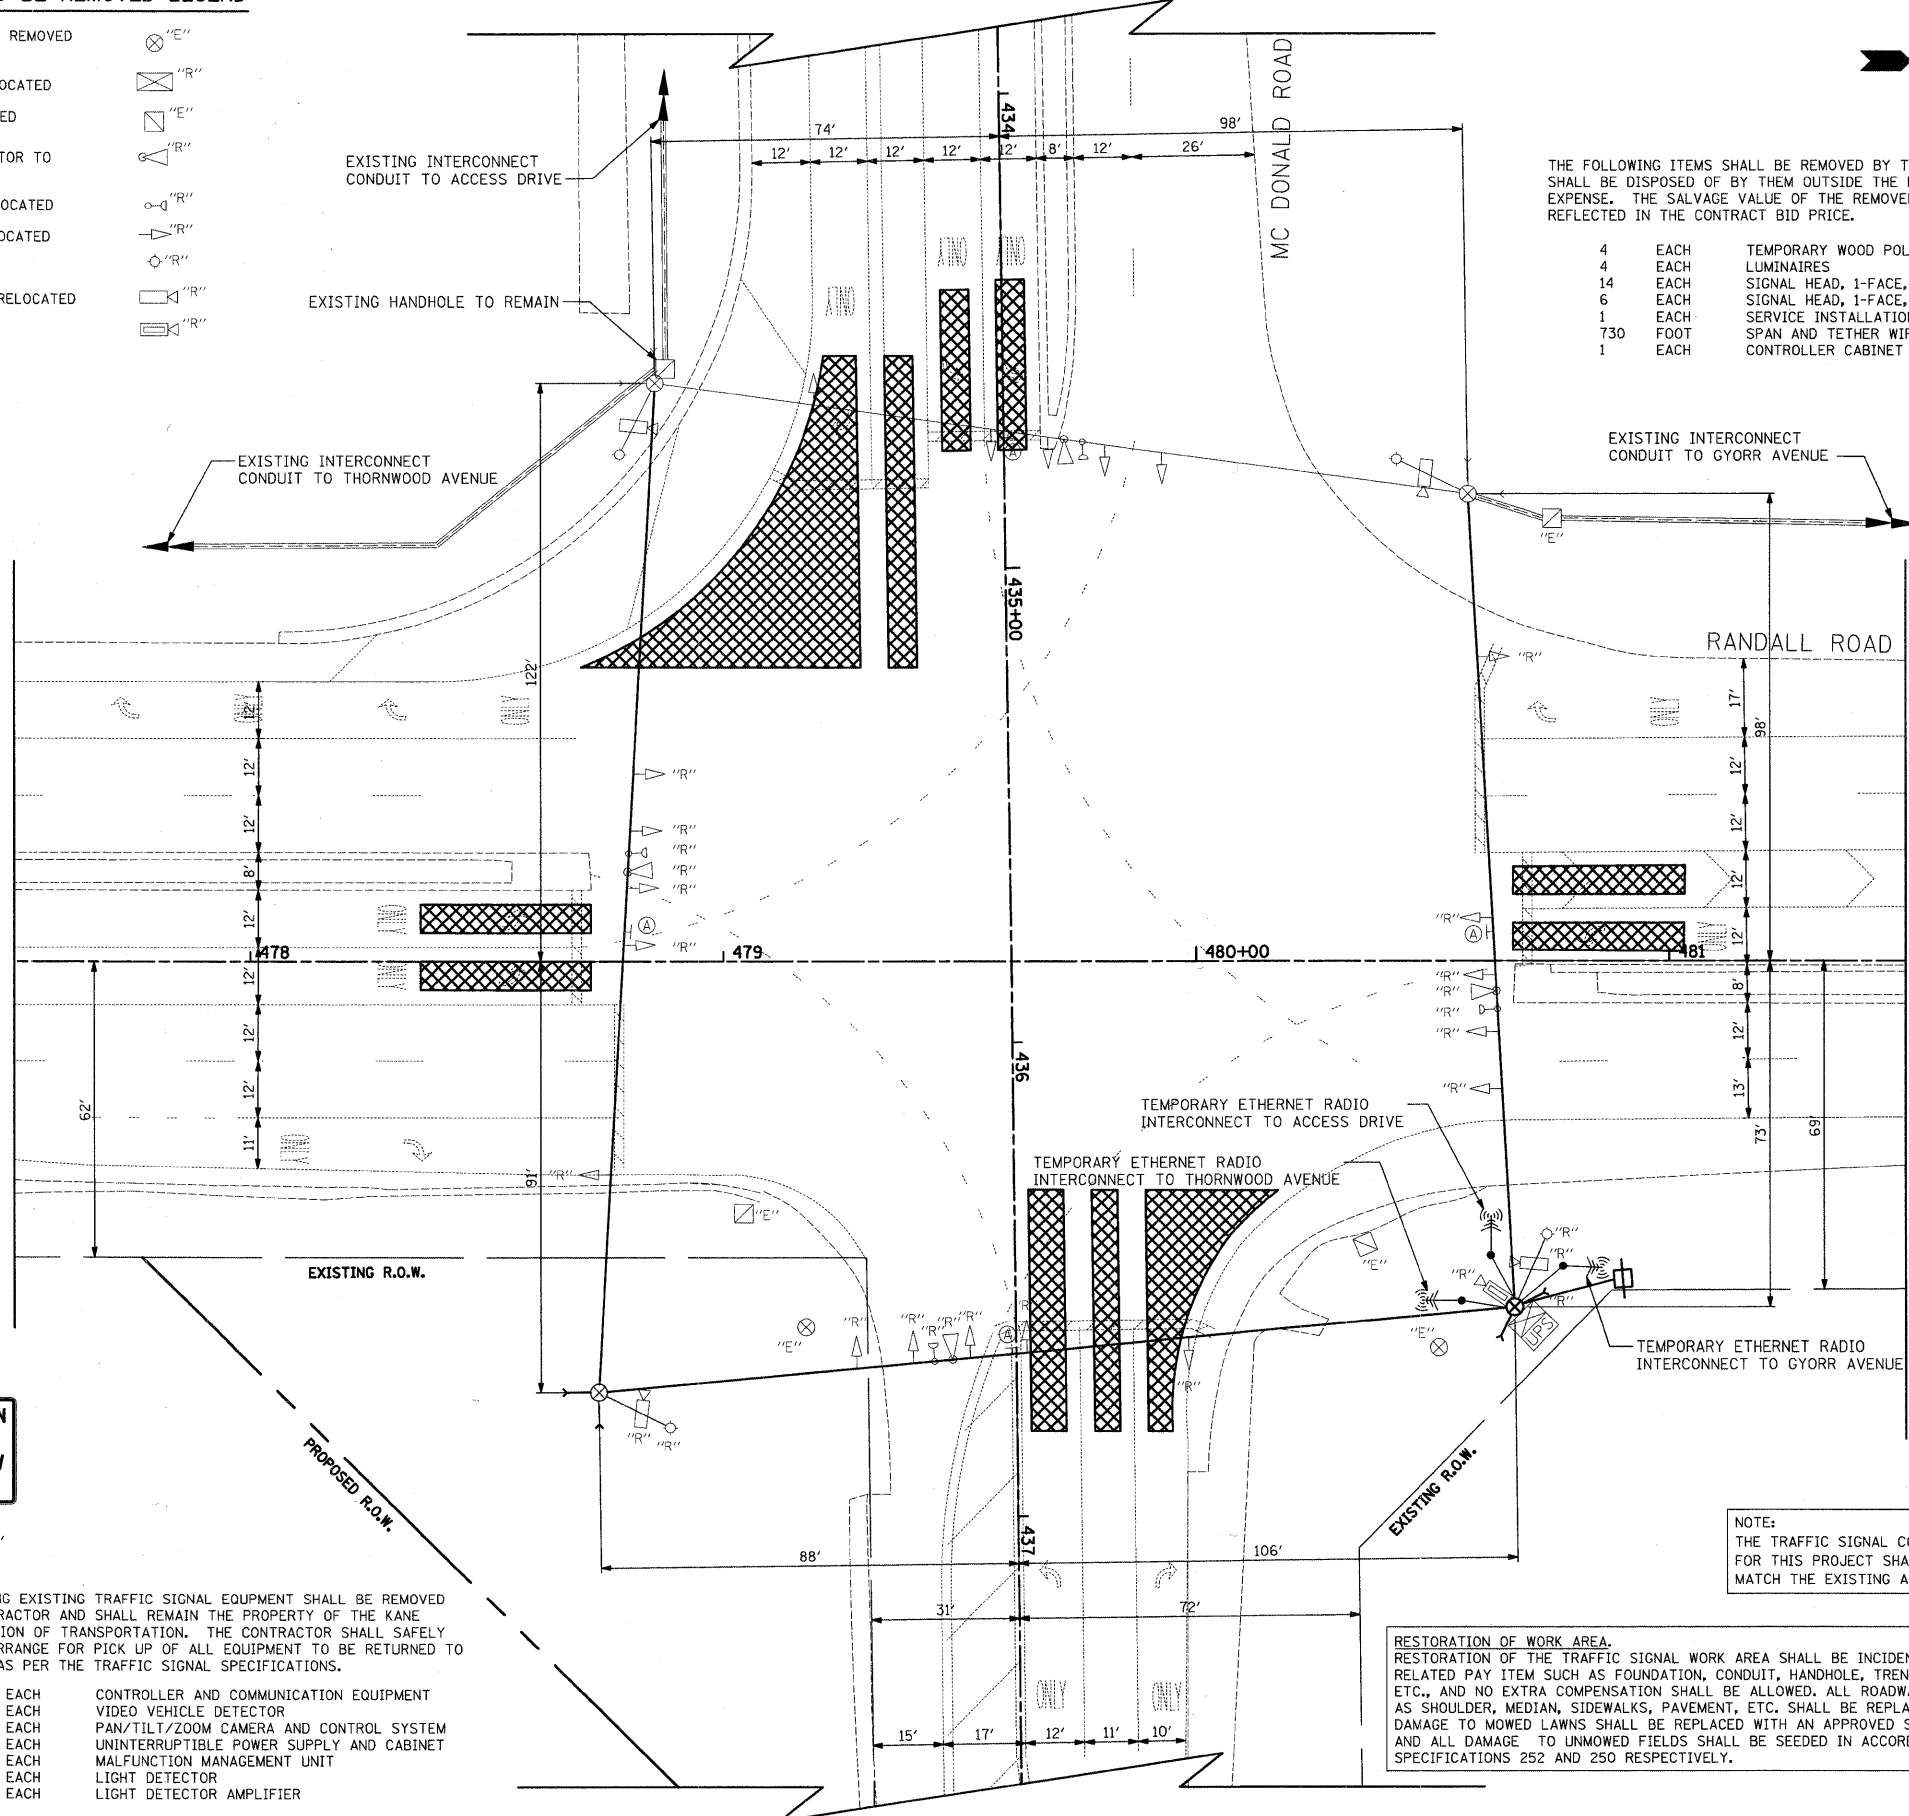 BE REMOVED LEGEND
REMOVED
"E"
OCATED
"R"
ED
"E"
TOR TO
"R"
OCATED
"R"
OCATED
"R"
"R"
RELOCATED
"R"
"R"
EXISTING INTERCONNECT
CONDUIT TO ACCESS DRIVE
EXISTING HANDHOLE TO REMAIN
EXISTING INTERCONNECT
CONDUIT TO THORNWOOD AVENUE
74'
98'
434
12'
12'
12'
12'
12'
8'
12'
26'
MC DONALD ROAD
ONLY
ONLY
ONLY
THE FOLLOWING ITEMS SHALL BE REMOVED BY T
SHALL BE DISPOSED OF BY THEM OUTSIDE THE
EXPENSE. THE SALVAGE VALUE OF THE REMOVE
REFLECTED IN THE CONTRACT BID PRICE.
4 EACH TEMPORARY WOOD POL
4 EACH LUMINAIRES
14 EACH SIGNAL HEAD, 1-FACE,
6 EACH SIGNAL HEAD, 1-FACE,
1 EACH SERVICE INSTALLATIO
730 FOOT SPAN AND TETHER WI
1 EACH CONTROLLER CABINET
EXISTING INTERCONNECT
CONDUIT TO GYORR AVENUE
"E"
A
435+00
122'
RANDALL ROAD
"R"
12'
ONLY
ONLY
ONLY
17'
98'
12'
12'
12'
12'
8'
12'
12'
12'
12'
11'
"R"
"R"
"R"
"R"
"R"
A
"R"
ONLY
ONLY
ONLY
478
479
480+00
481
"R"
A
"R"
"R"
"R"
"R"
"R"
12'
12'
ONLY
8'
12'
13'
73'
69'
62'
91'
436
"R"
"E"
TEMPORARY ETHERNET RADIO
INTERCONNECT TO ACCESS DRIVE
TEMPORARY ETHERNET RADIO
INTERCONNECT TO THORNWOOD AVENUE
EXISTING R.O.W.
PROPOSED R.O.W.
"E"
"R"
"R"
"R"
"R"
"R"
"R"
A
"R"
"R"
"R"
"E"
"E"
"R"
"R"
"R"
"R"
UPS
TEMPORARY ETHERNET RADIO
INTERCONNECT TO GYORR AVENUE
EXISTING R.O.W.
437
88'
106'
31'
72'
ONLY
ONLY
15'
17'
12'
11'
10'
NOTE:
THE TRAFFIC SIGNAL CO
FOR THIS PROJECT SHA
MATCH THE EXISTING A
NG EXISTING TRAFFIC SIGNAL EQUPMENT SHALL BE REMOVED
RACTOR AND SHALL REMAIN THE PROPERTY OF THE KANE
ION OF TRANSPORTATION. THE CONTRACTOR SHALL SAFELY
RRANGE FOR PICK UP OF ALL EQUIPMENT TO BE RETURNED TO
AS PER THE TRAFFIC SIGNAL SPECIFICATIONS.
EACH CONTROLLER AND COMMUNICATION EQUIPMENT
EACH VIDEO VEHICLE DETECTOR
EACH PAN/TILT/ZOOM CAMERA AND CONTROL SYSTEM
EACH UNINTERRUPTIBLE POWER SUPPLY AND CABINET
EACH MALFUNCTION MANAGEMENT UNIT
EACH LIGHT DETECTOR
EACH LIGHT DETECTOR AMPLIFIER
RESTORATION OF WORK AREA.
RESTORATION OF THE TRAFFIC SIGNAL WORK AREA SHALL BE INCIDEN
RELATED PAY ITEM SUCH AS FOUNDATION, CONDUIT, HANDHOLE, TREN
ETC., AND NO EXTRA COMPENSATION SHALL BE ALLOWED. ALL ROADW
AS SHOULDER, MEDIAN, SIDEWALKS, PAVEMENT, ETC. SHALL BE REPLA
DAMAGE TO MOWED LAWNS SHALL BE REPLACED WITH AN APPROVED S
AND ALL DAMAGE TO UNMOWED FIELDS SHALL BE SEEDED IN ACCORD
SPECIFICATIONS 252 AND 250 RESPECTIVELY.